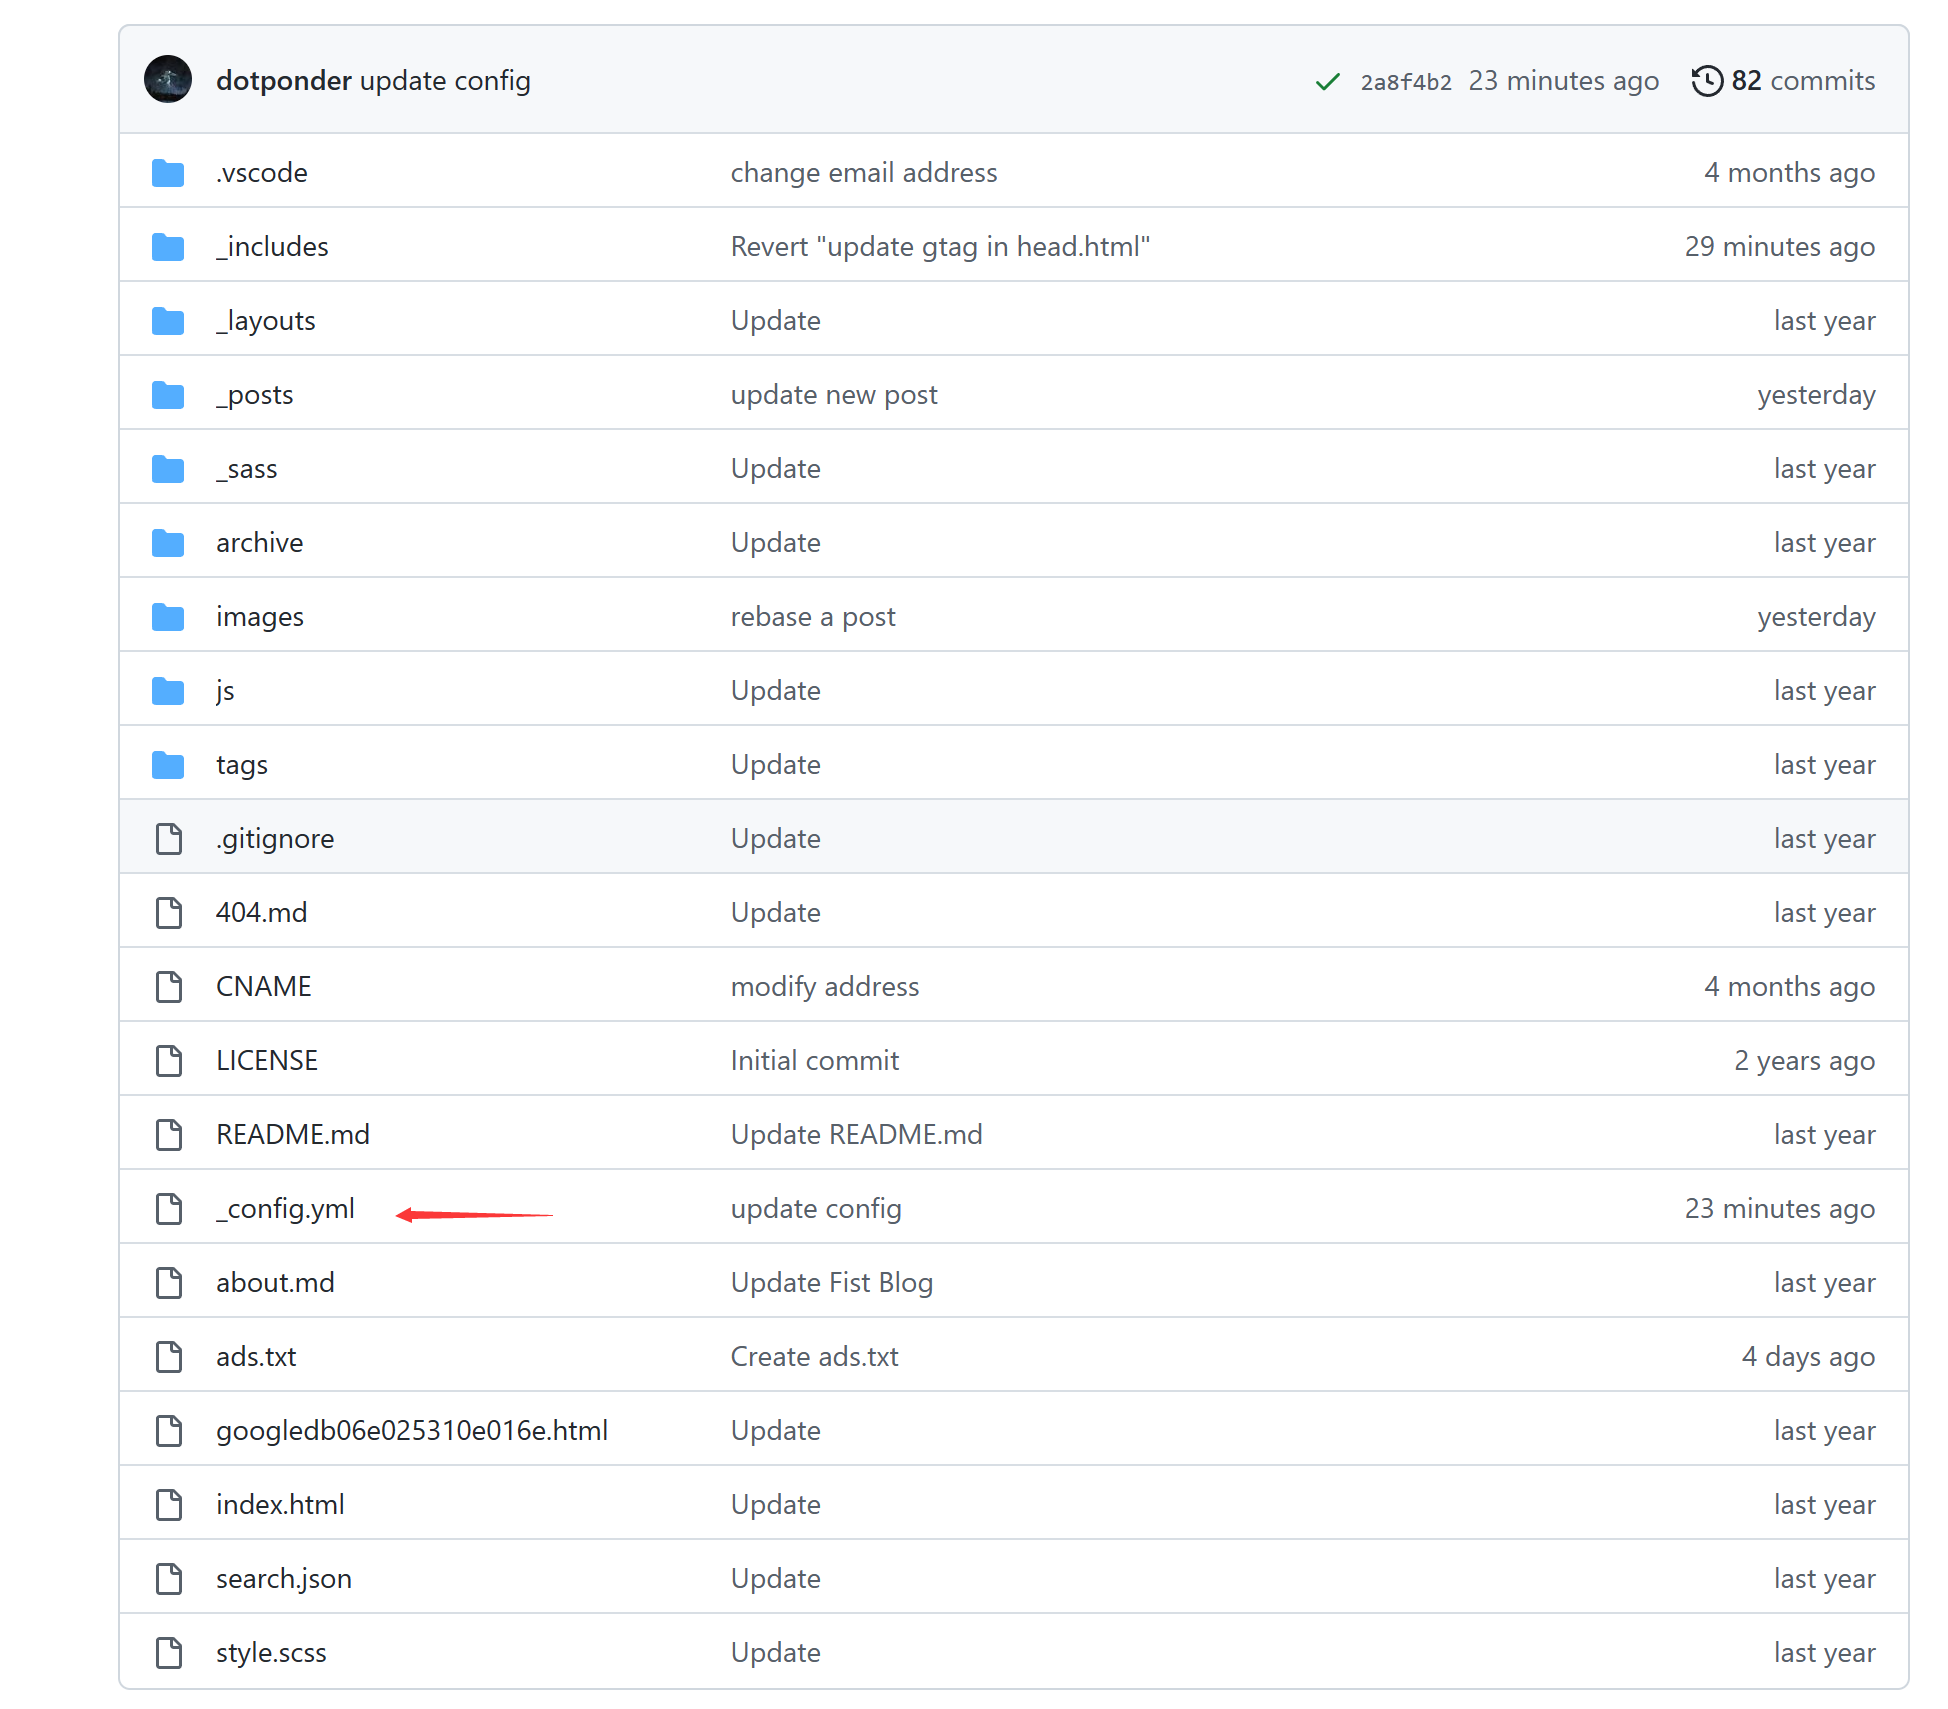 dotponder update config 2a8f4b2 23 minutes ago 82 commits
.vscode change email address 4 months ago
_includes Revert "update gtag in head.html" 29 minutes ago
_layouts Update last year
_posts update new post yesterday
_sass Update last year
archive Update last year
images rebase a post yesterday
js Update last year
tags Update last year
.gitignore Update last year
404.md Update last year
CNAME modify address 4 months ago
LICENSE Initial commit 2 years ago
README.md Update README.md last year
_config.yml update config 23 minutes ago
about.md Update Fist Blog last year
ads.txt Create ads.txt 4 days ago
googledb06e025310e016e.html Update last year
index.html Update last year
search.json Update last year
style.scss Update last year